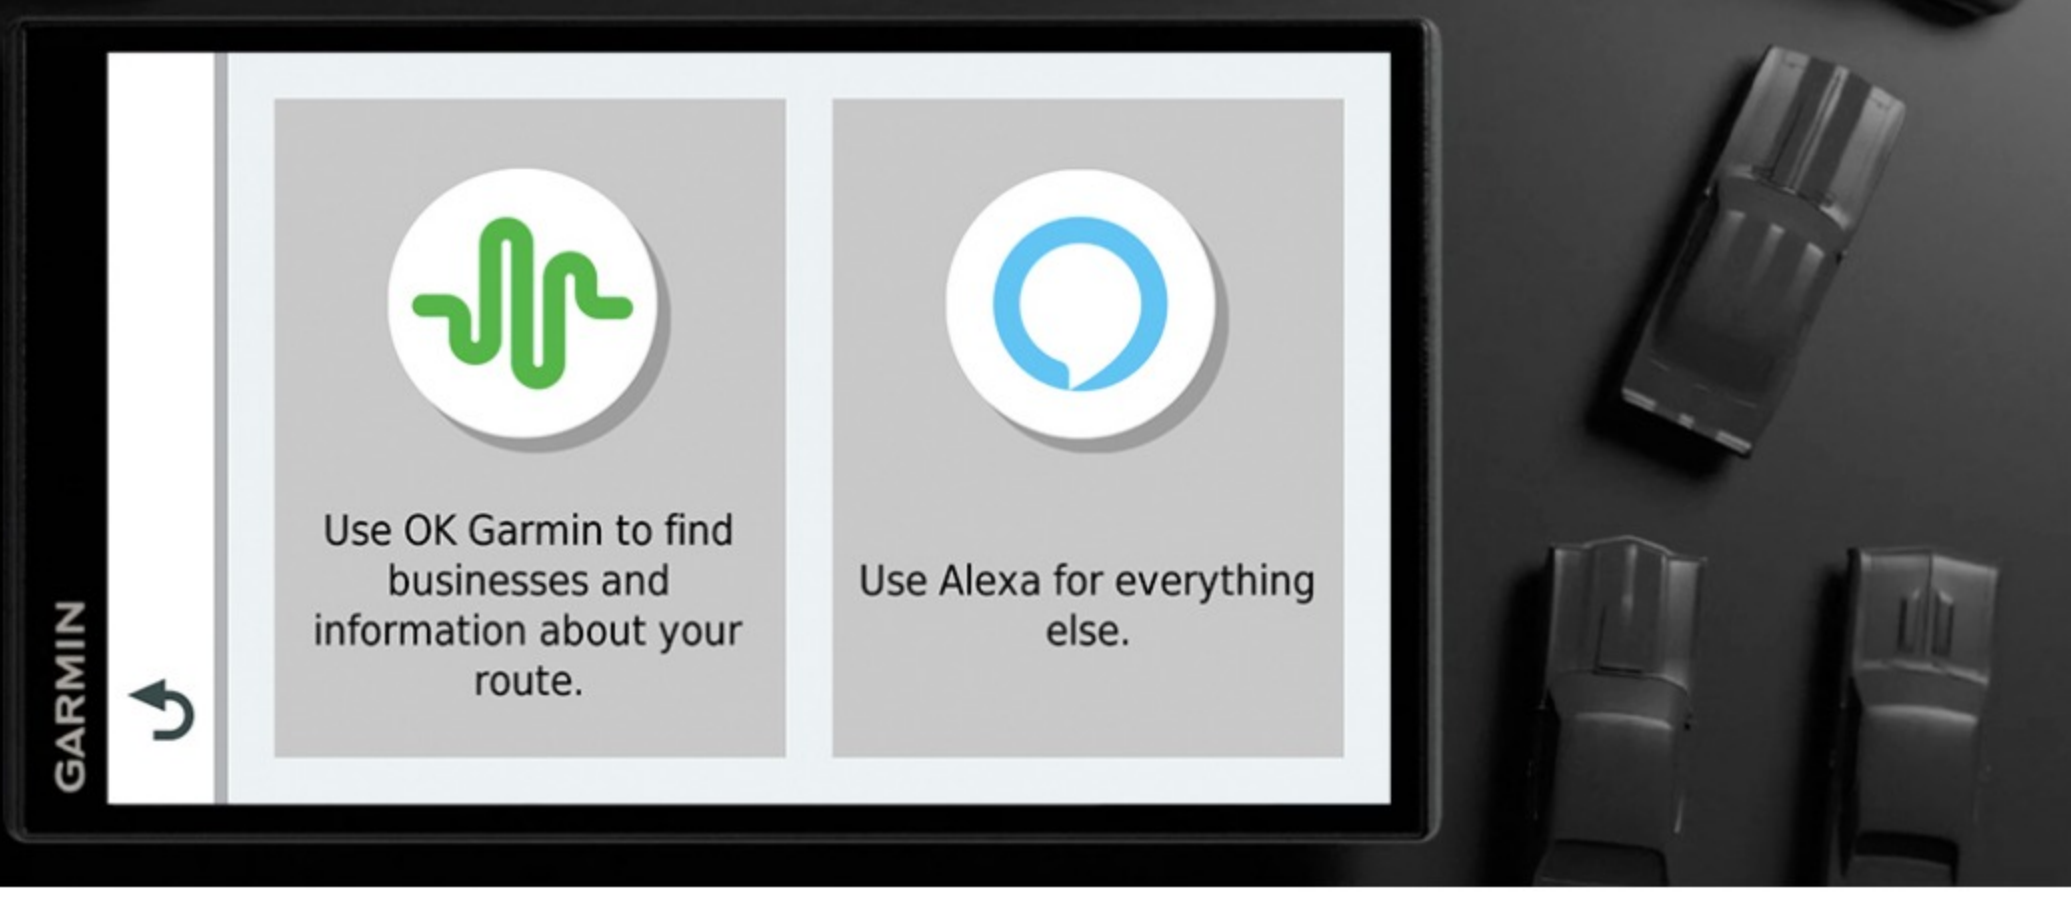 GARMIN
Use OK Garmin to find
businesses and
information about your
route.
Use Alexa for everything
else.